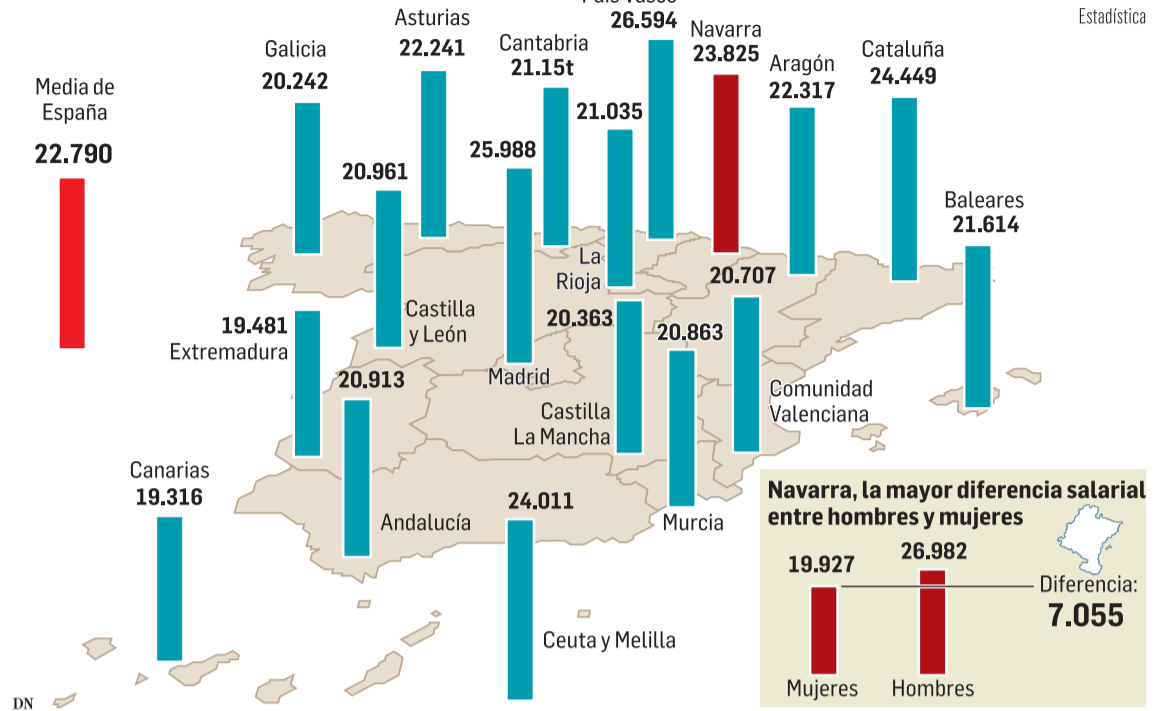 País Vasco
26.594
Estadística
Asturias
22.241
Galicia
20.242
Cantabria
21.15t
Navarra
23.825
Aragón
22.317
Cataluña
24.449
Media de
España
22.790
21.035
25.988
20.961
Baleares
21.614
La
Rioja
20.707
Castilla
y León
19.481
Extremadura
20.363
20.863
Madrid
20.913
Comunidad
Valenciana
Castilla
La Mancha
Canarias
19.316
Andalucía
24.011
Murcia
Ceuta y Melilla
Navarra, la mayor diferencia salarial
entre hombres y mujeres
19.927
26.982
Diferencia:
7.055
Mujeres
Hombres
DN